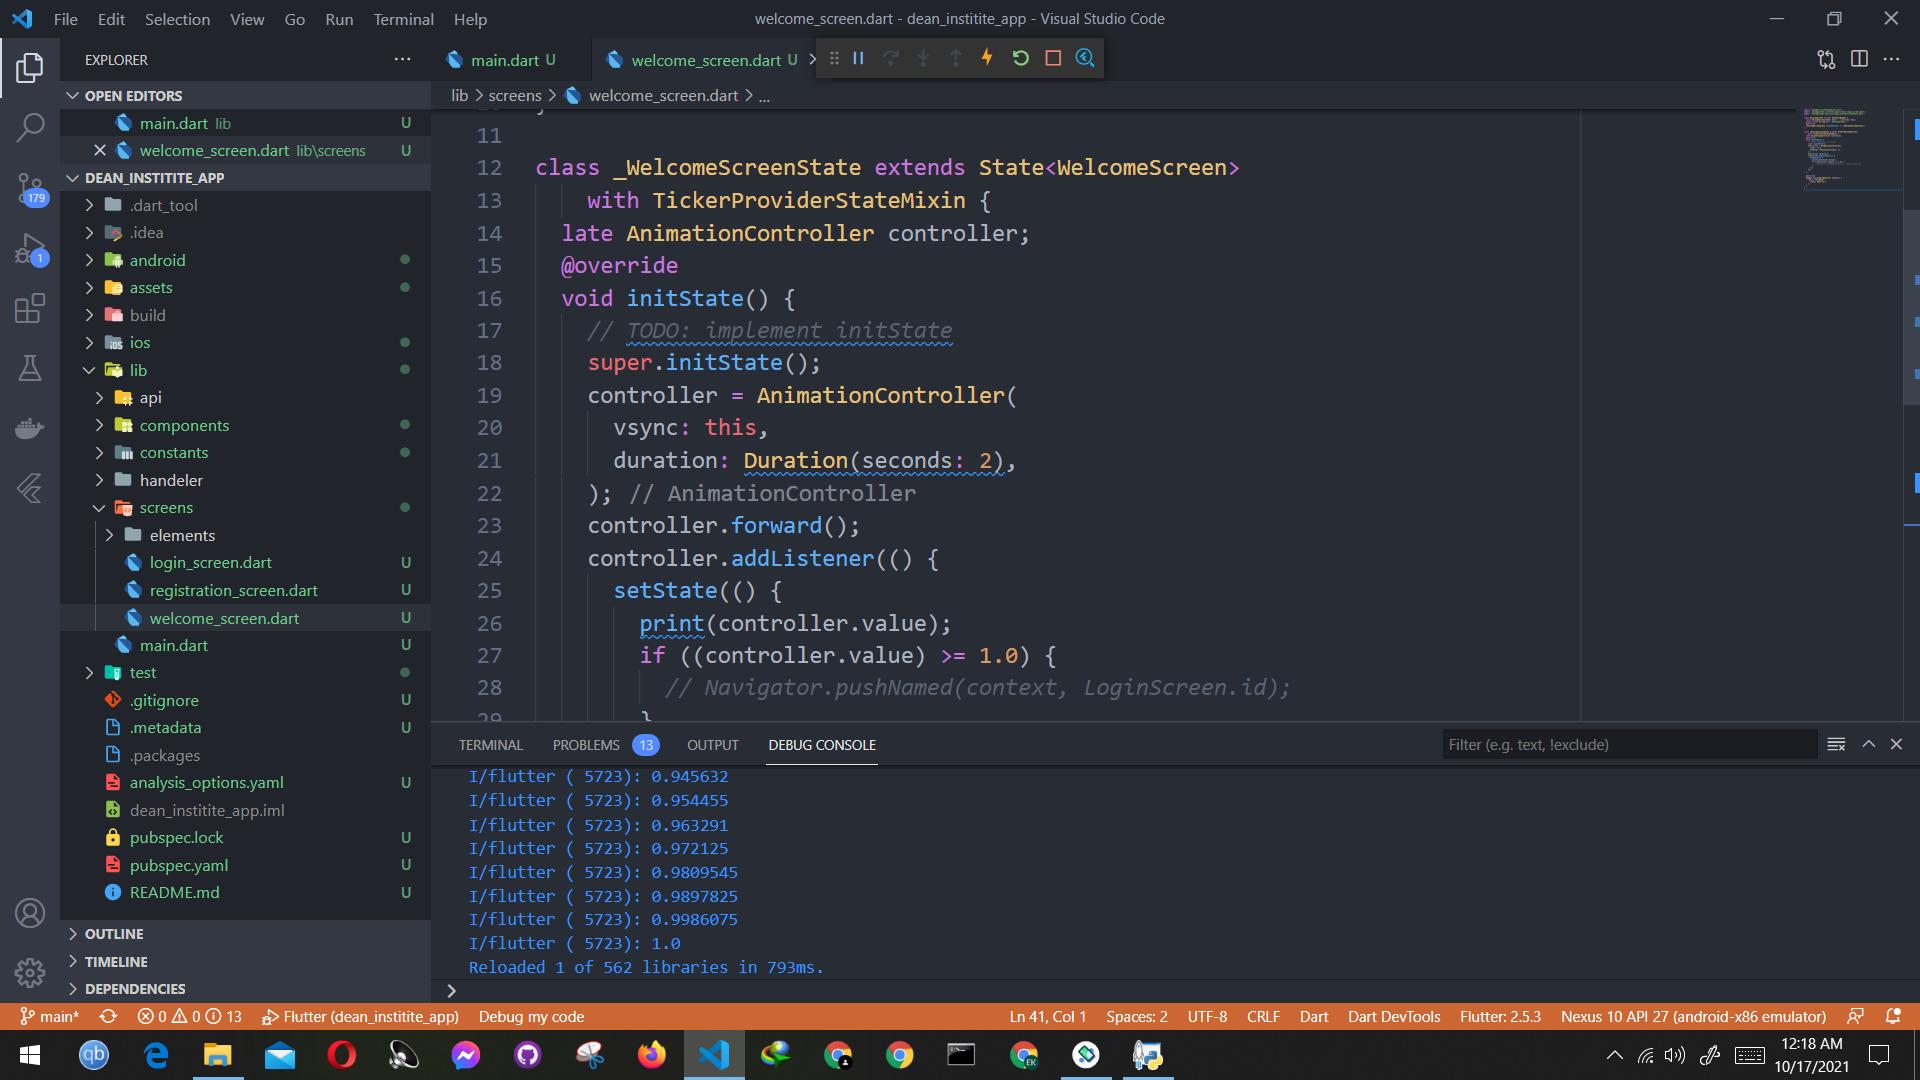 File Edit Selection View Go Run Terminal Help
welcome_screen.dart - dean_institite_app - Visual Studio Code
EXPLORER
main.dart U
welcome_screen.dart U
OPEN EDITORS
lib > screens > welcome_screen.dart > ...
main.dart lib U
welcome_screen.dart lib\screens U
DEAN_INSTITITE_APP
.dart_tool
.idea
android
assets
build
ios
lib
api
components
constants
handeler
screens
elements
login_screen.dart U
registration_screen.dart U
welcome_screen.dart U
main.dart U
test
.gitignore U
.metadata U
.packages
analysis_options.yaml U
dean_institite_app.iml
pubspec.lock U
pubspec.yaml U
README.md U
OUTLINE
TIMELINE
DEPENDENCIES
179
1
11
12 class _WelcomeScreenState extends State<WelcomeScreen>
13 with TickerProviderStateMixin {
14 late AnimationController controller;
15 @override
16 void initState() {
17 // TODO: implement initState
18 super.initState();
19 controller = AnimationController(
20 vsync: this,
21 duration: Duration(seconds: 2),
22 ); // AnimationController
23 controller.forward();
24 controller.addListener(() {
25 setState(() {
26 print(controller.value);
27 if ((controller.value) >= 1.0) {
28 // Navigator.pushNamed(context, LoginScreen.id);
29 }
TERMINAL PROBLEMS 13 OUTPUT DEBUG CONSOLE
Filter (e.g. text, !exclude)
I/flutter ( 5723): 0.945632
I/flutter ( 5723): 0.954455
I/flutter ( 5723): 0.963291
I/flutter ( 5723): 0.972125
I/flutter ( 5723): 0.9809545
I/flutter ( 5723): 0.9897825
I/flutter ( 5723): 0.9986075
I/flutter ( 5723): 1.0
Reloaded 1 of 562 libraries in 793ms.
main* 0 0 13 Flutter (dean_institite_app) Debug my code
Ln 41, Col 1 Spaces: 2 UTF-8 CRLF Dart Dart DevTools Flutter: 2.5.3 Nexus 10 API 27 (android-x86 emulator)
qb
EK
12:18 AM
10/17/2021